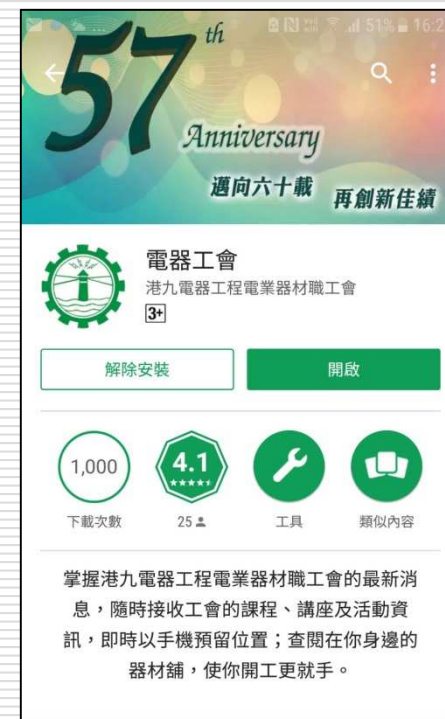 57th
51% 16:2
Anniversary
邁向六十載 再創新佳績
電器工會
港九電器工程電業器材職工會
3+
解除安裝 開啟
1,000 4.1
下載次數 25 工具 類似內容
掌握港九電器工程電業器材職工會的最新消
息，隨時接收工會的課程、講座及活動資
訊，即時以手機預留位置；查閱在你身邊的
器材舖，使你開工更就手。